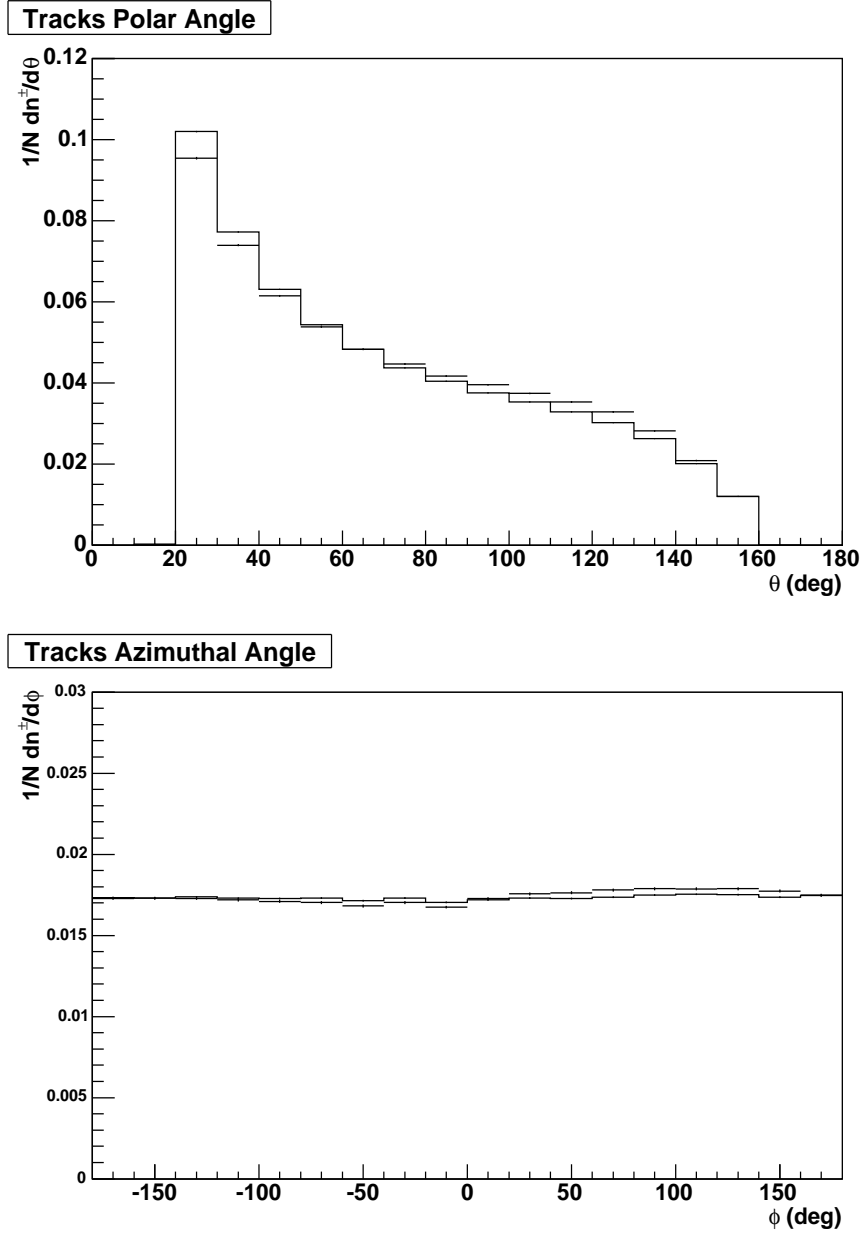 Tracks Polar Angle
1/N dn±/dθ
0.12
0.1
0.08
0.06
0.04
0.02
0
0 20 40 60 80 100 120 140 160 180
θ (deg)
Tracks Azimuthal Angle
1/N dn±/dϕ
0.03
0.025
0.02
0.015
0.01
0.005
0
-150 -100 -50 0 50 100 150
ϕ (deg)